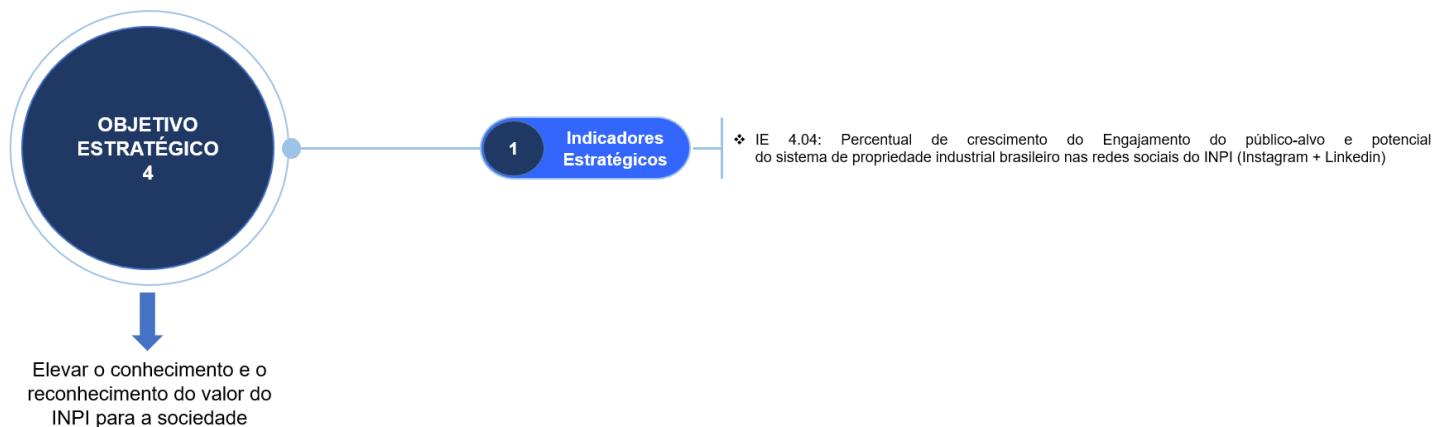 OBJETIVO
ESTRATÉGICO
4
1
Indicadores
Estratégicos
❖ IE 4.04: Percentual de crescimento do Engajamento do público-alvo e potencial
do sistema de propriedade industrial brasileiro nas redes sociais do INPI (Instagram + Linkedin)
Elevar o conhecimento e o
reconhecimento do valor do
INPI para a sociedade